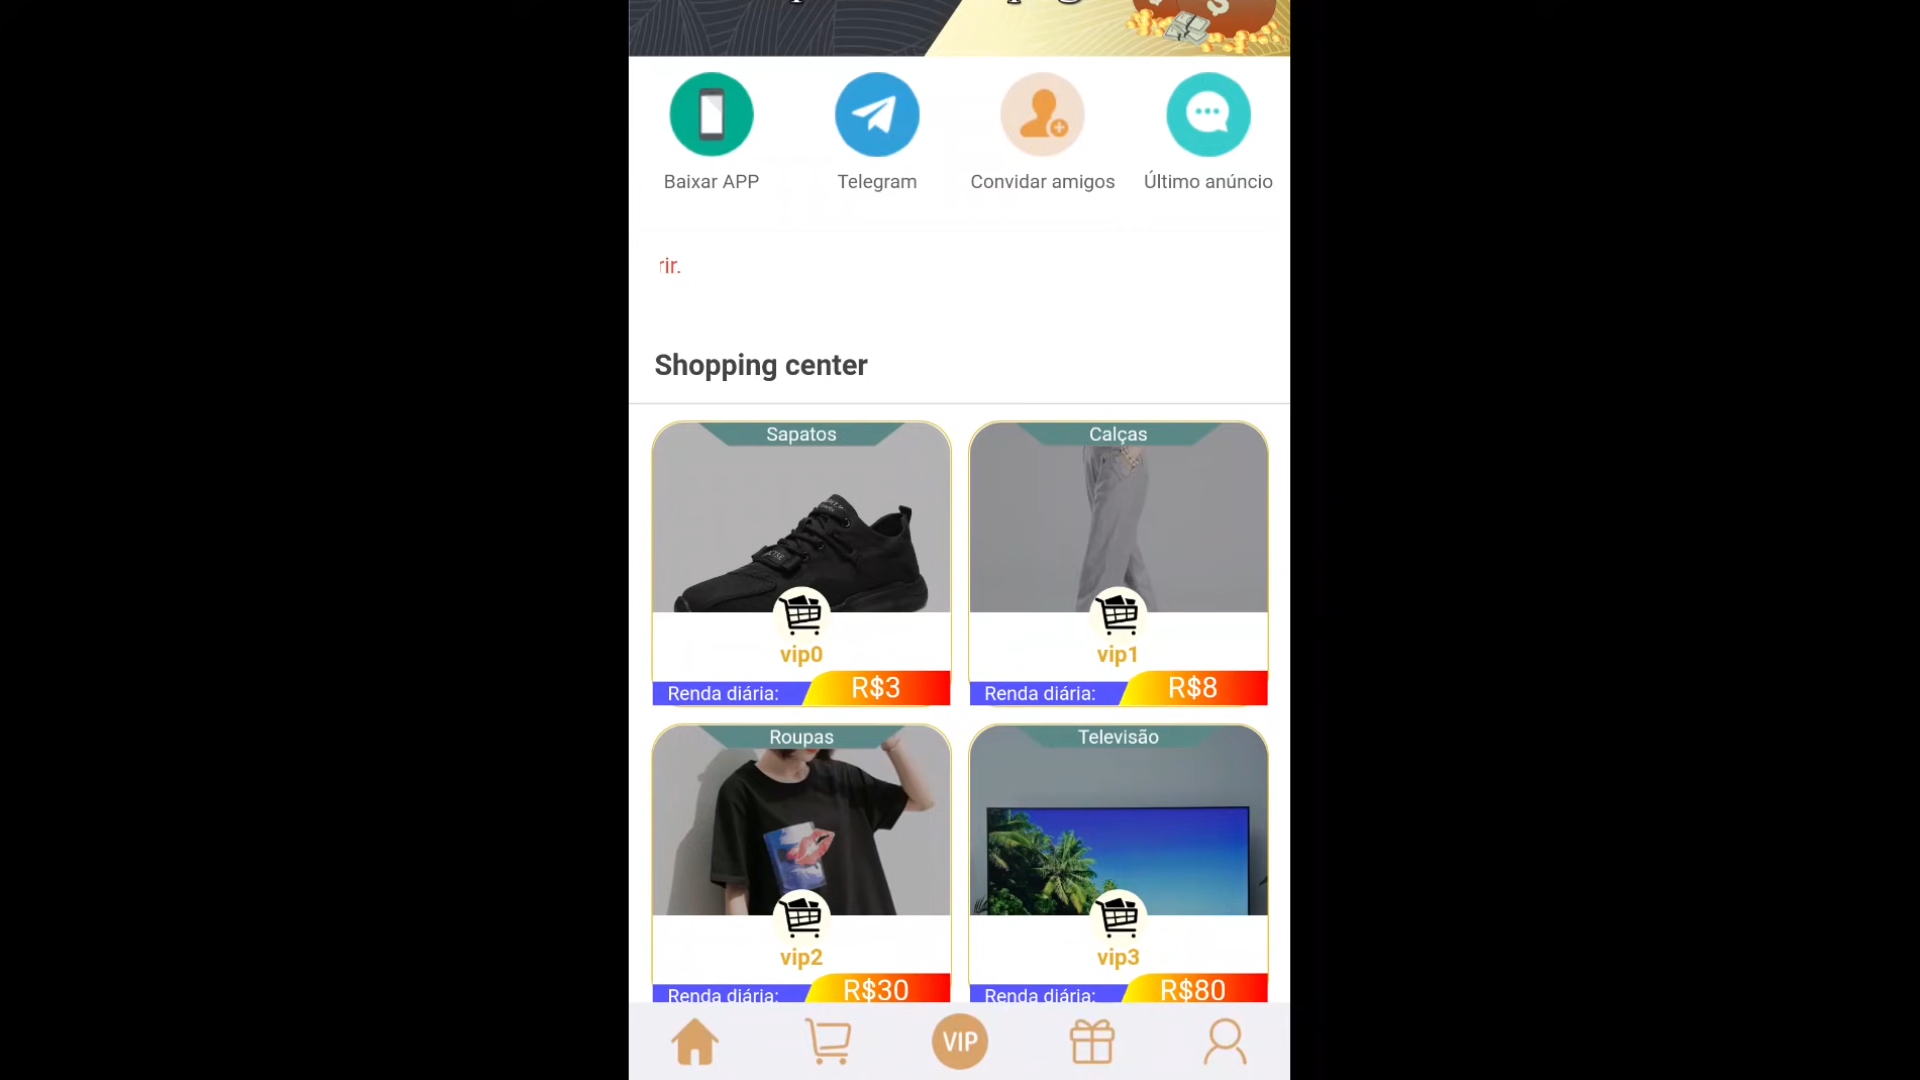 Baixar APP
Telegram
Convidar amigos
Último anúncio
rir.
Shopping center
Sapatos
Calças
vip0
vip1
Renda diária: R$3
Renda diária: R$8
Roupas
Televisão
vip2
vip3
Renda diária: R$30
Renda diária: R$80
VIP